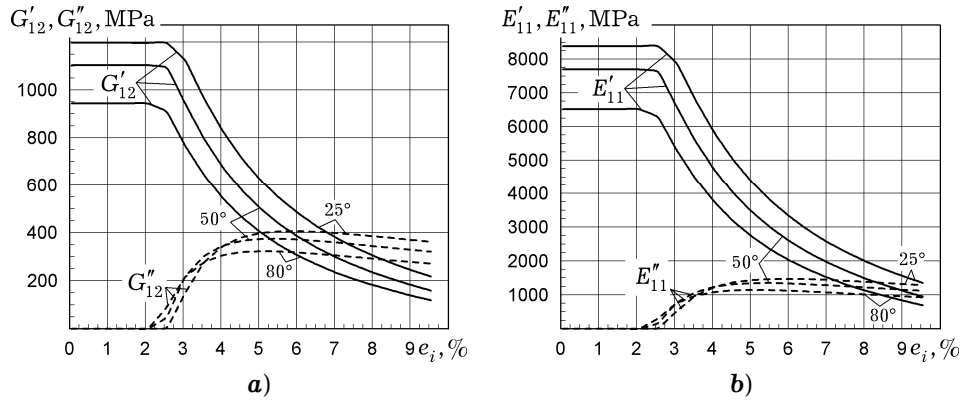 G′₁₂, G″₁₂, MPa
1000
800
600
400
200
G′₁₂
50°
25°
80°
G″₁₂
0 1 2 3 4 5 6 7 8 9 eᵢ, %
a)
E′₁₁, E″₁₁, MPa
8000
7000
6000
5000
4000
3000
2000
1000
E′₁₁
50°
25°
E″₁₁
80°
0 1 2 3 4 5 6 7 8 9 eᵢ, %
b)